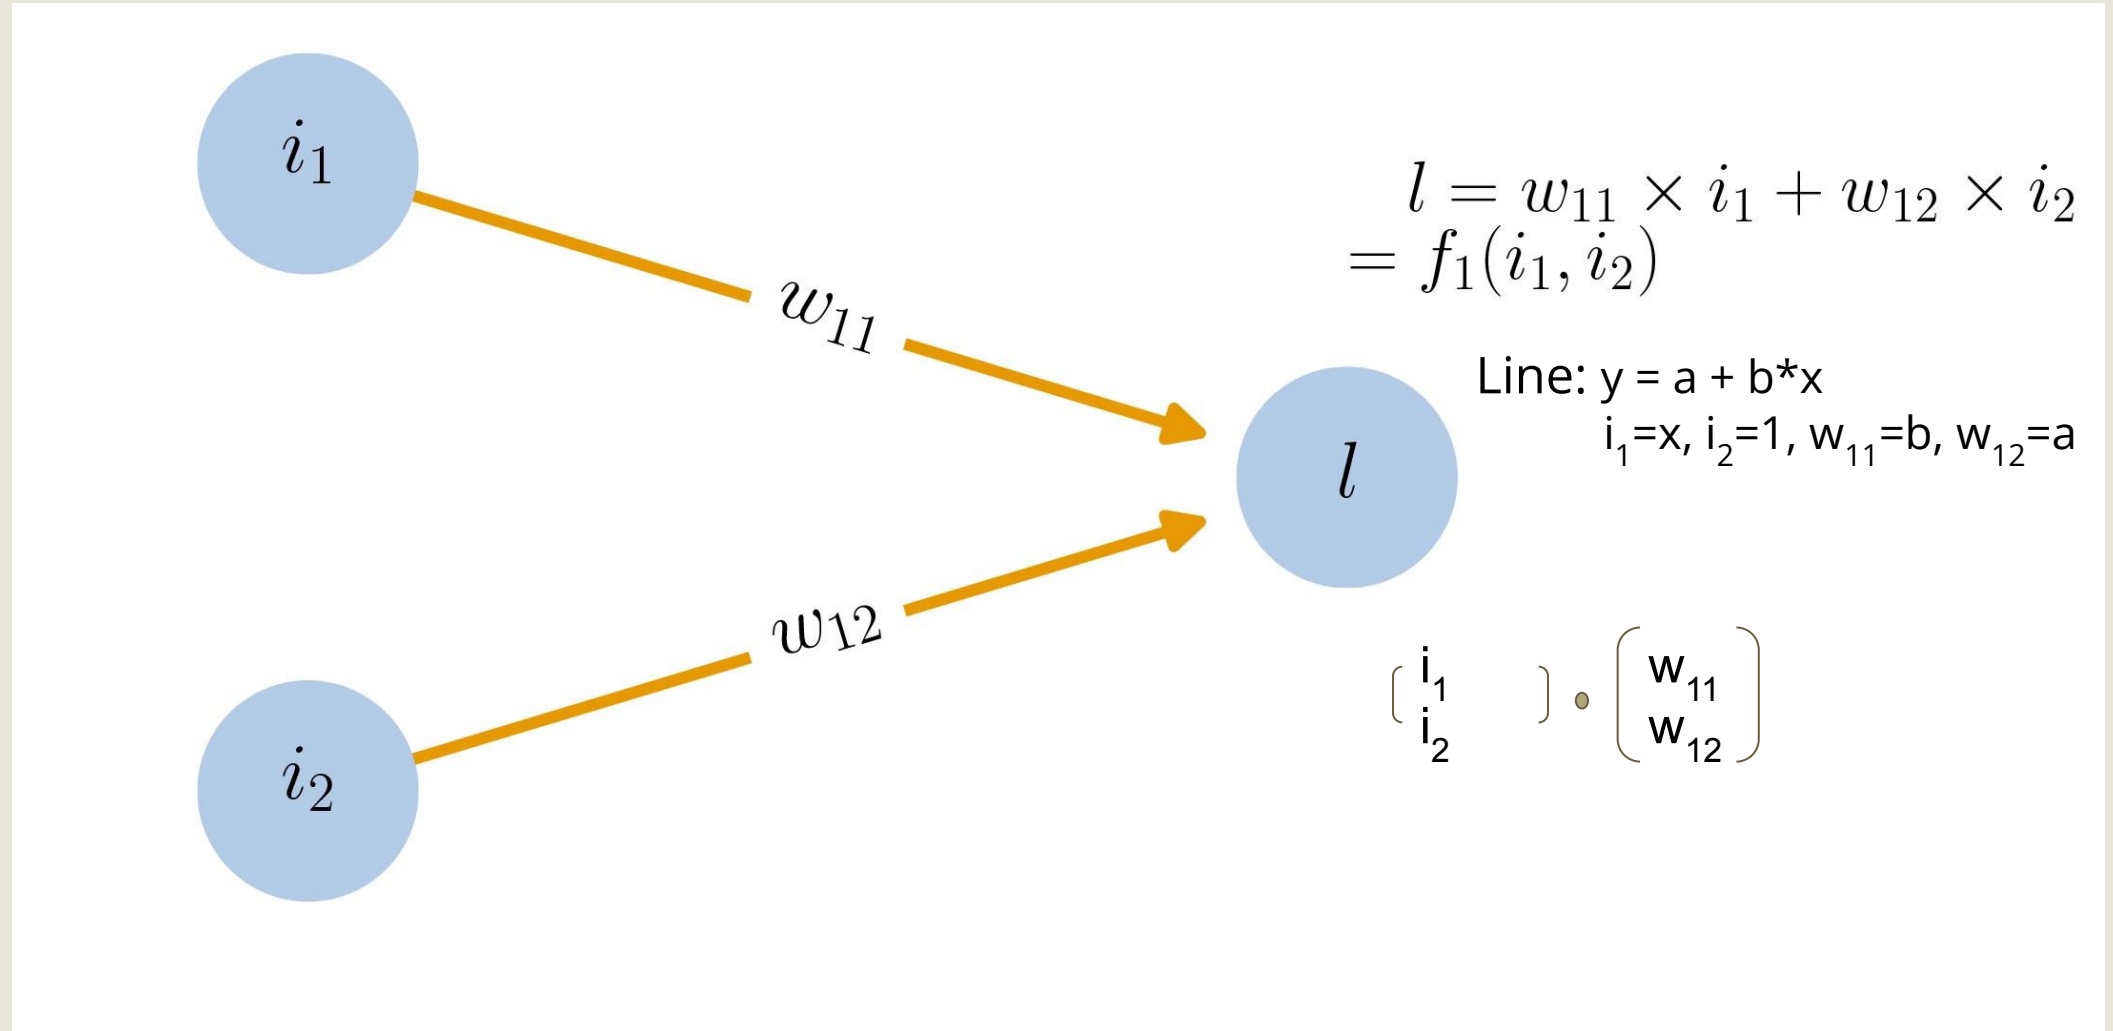 i₁
w₁₁
l = w₁₁ × i₁ + w₁₂ × i₂
= f₁(i₁, i₂)
Line: y = a + b*x
i₁=x, i₂=1, w₁₁=b, w₁₂=a
l
w₁₂
i₂
i₁
i₂
w₁₁
w₁₂